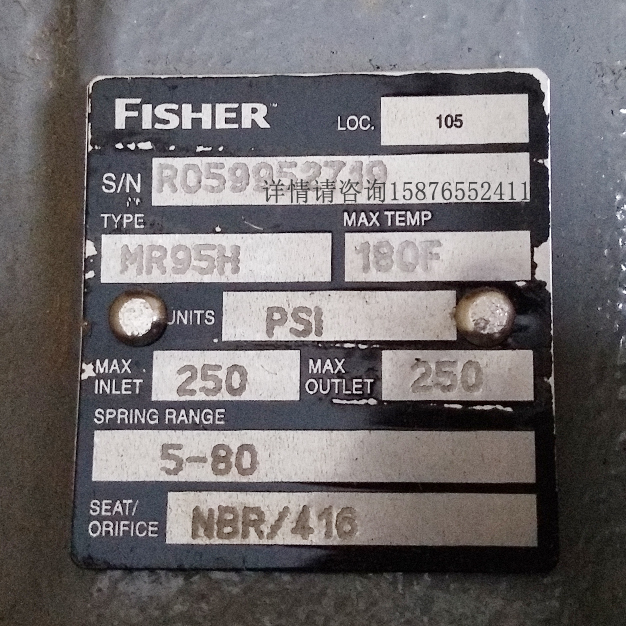 FISHER™
LOC. 105
S/N R059952719
详情请咨询15876552411
TYPE MAX TEMP
MR95H 180F
UNITS PSI
MAX INLET 250 MAX OUTLET 250
SPRING RANGE
5-80
SEAT/
ORIFICE NBR/416